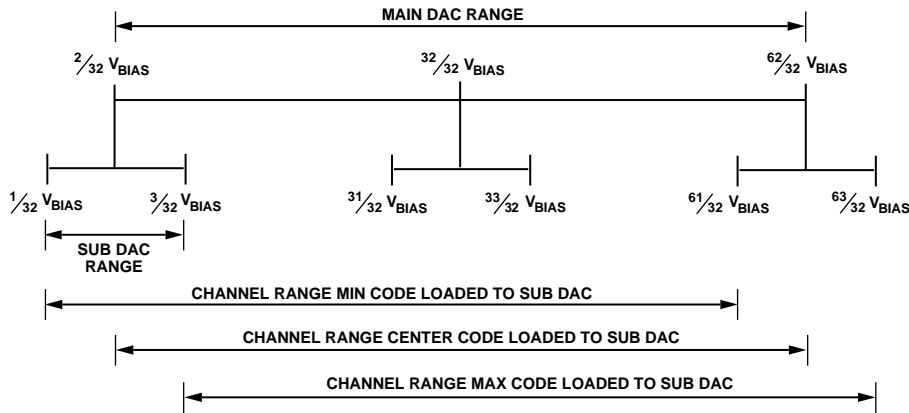 MAIN DAC RANGE
2/32 VBIAS 32/32 VBIAS 62/32 VBIAS
1/32 VBIAS 3/32 VBIAS 31/32 VBIAS 33/32 VBIAS 61/32 VBIAS 63/32 VBIAS
SUB DAC
RANGE
CHANNEL RANGE MIN CODE LOADED TO SUB DAC
CHANNEL RANGE CENTER CODE LOADED TO SUB DAC
CHANNEL RANGE MAX CODE LOADED TO SUB DAC